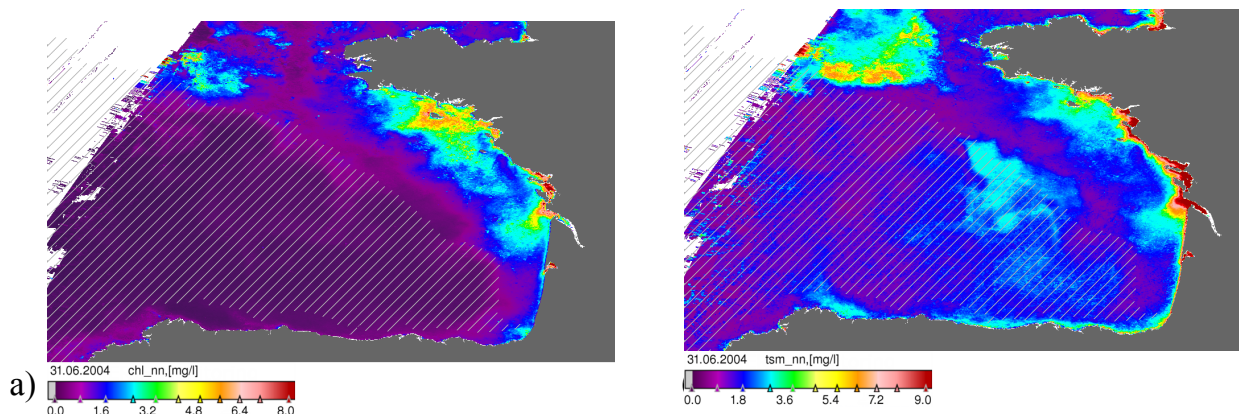 31.06.2004 chl_nn,[mg/l]
a)
0.0 1.6 3.2 4.8 6.4 8.0
31.06.2004 tsm_nn,[mg/l]
0.0 1.8 3.6 5.4 7.2 9.0